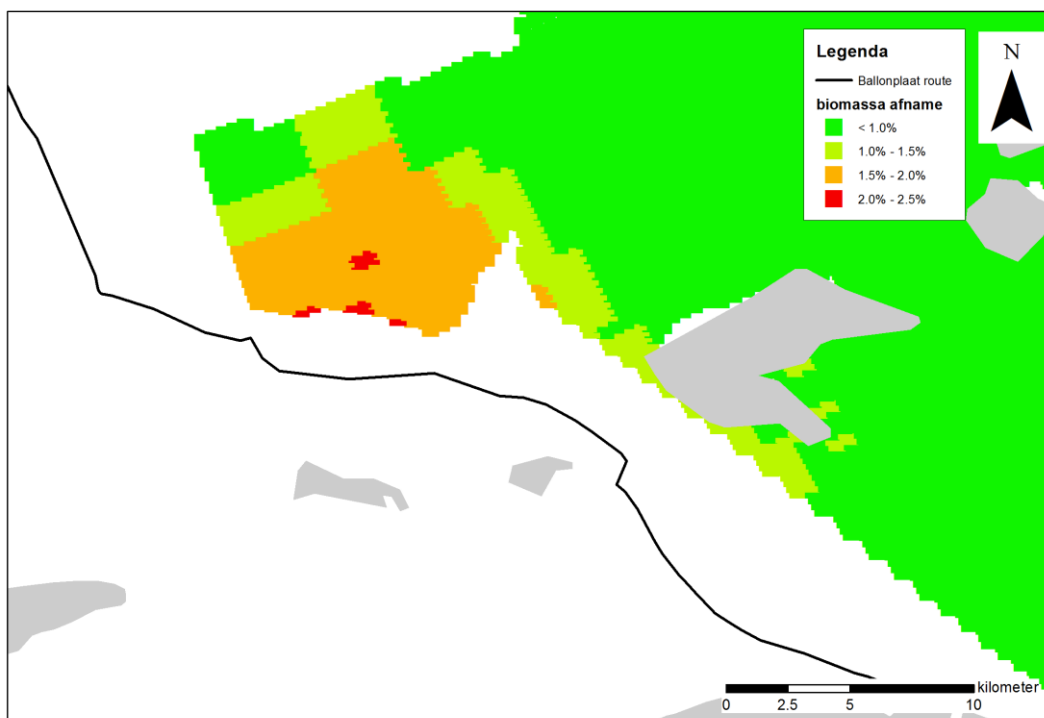 Legenda
Ballonplaat route
biomassa afname
< 1.0%
1.0% - 1.5%
1.5% - 2.0%
2.0% - 2.5%
N
kilometer
0 2.5 5 10